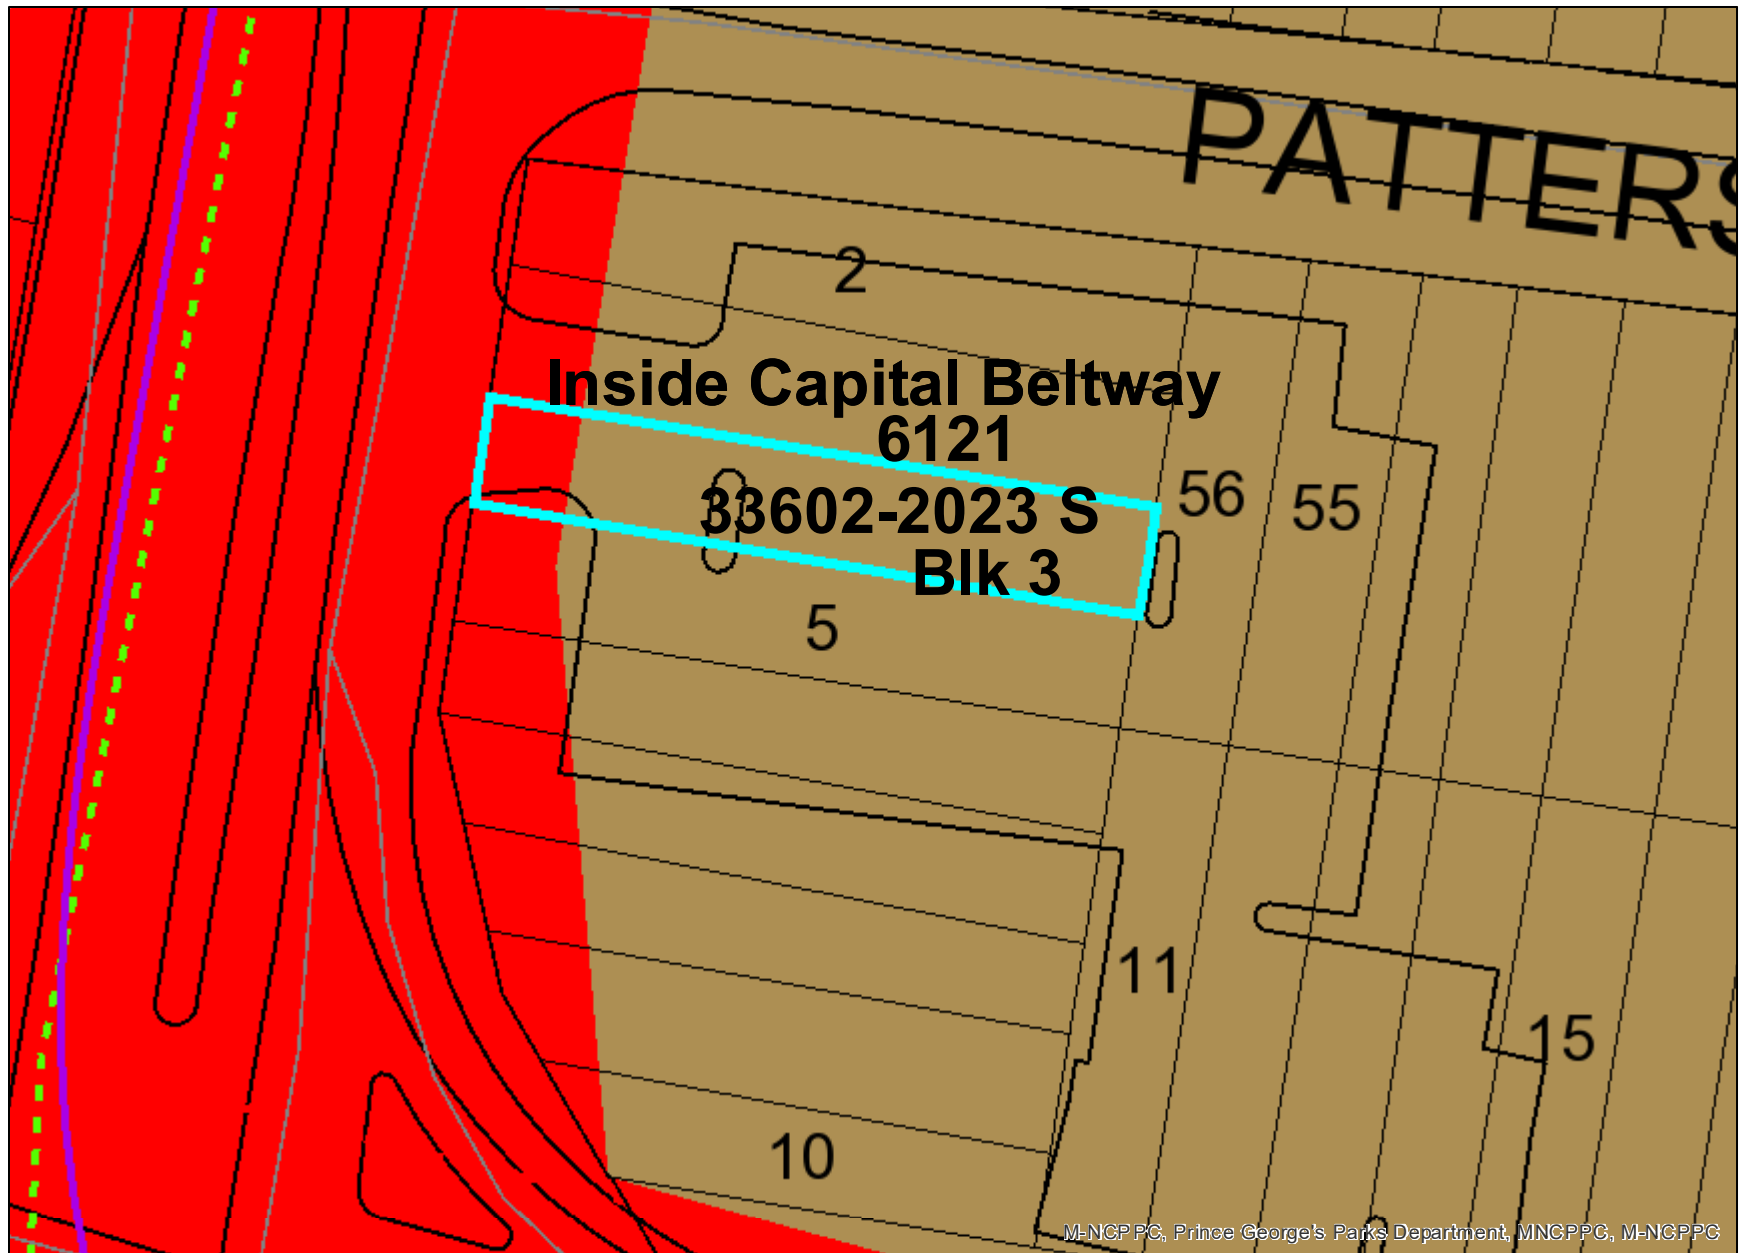 PATTERS
2
Inside Capital Beltway
6121
56
55
33602-2023 S
Blk 3
5
11
15
10
M-NCPPC, Prince George's Parks Department, MNCPPC, M-NCPPC